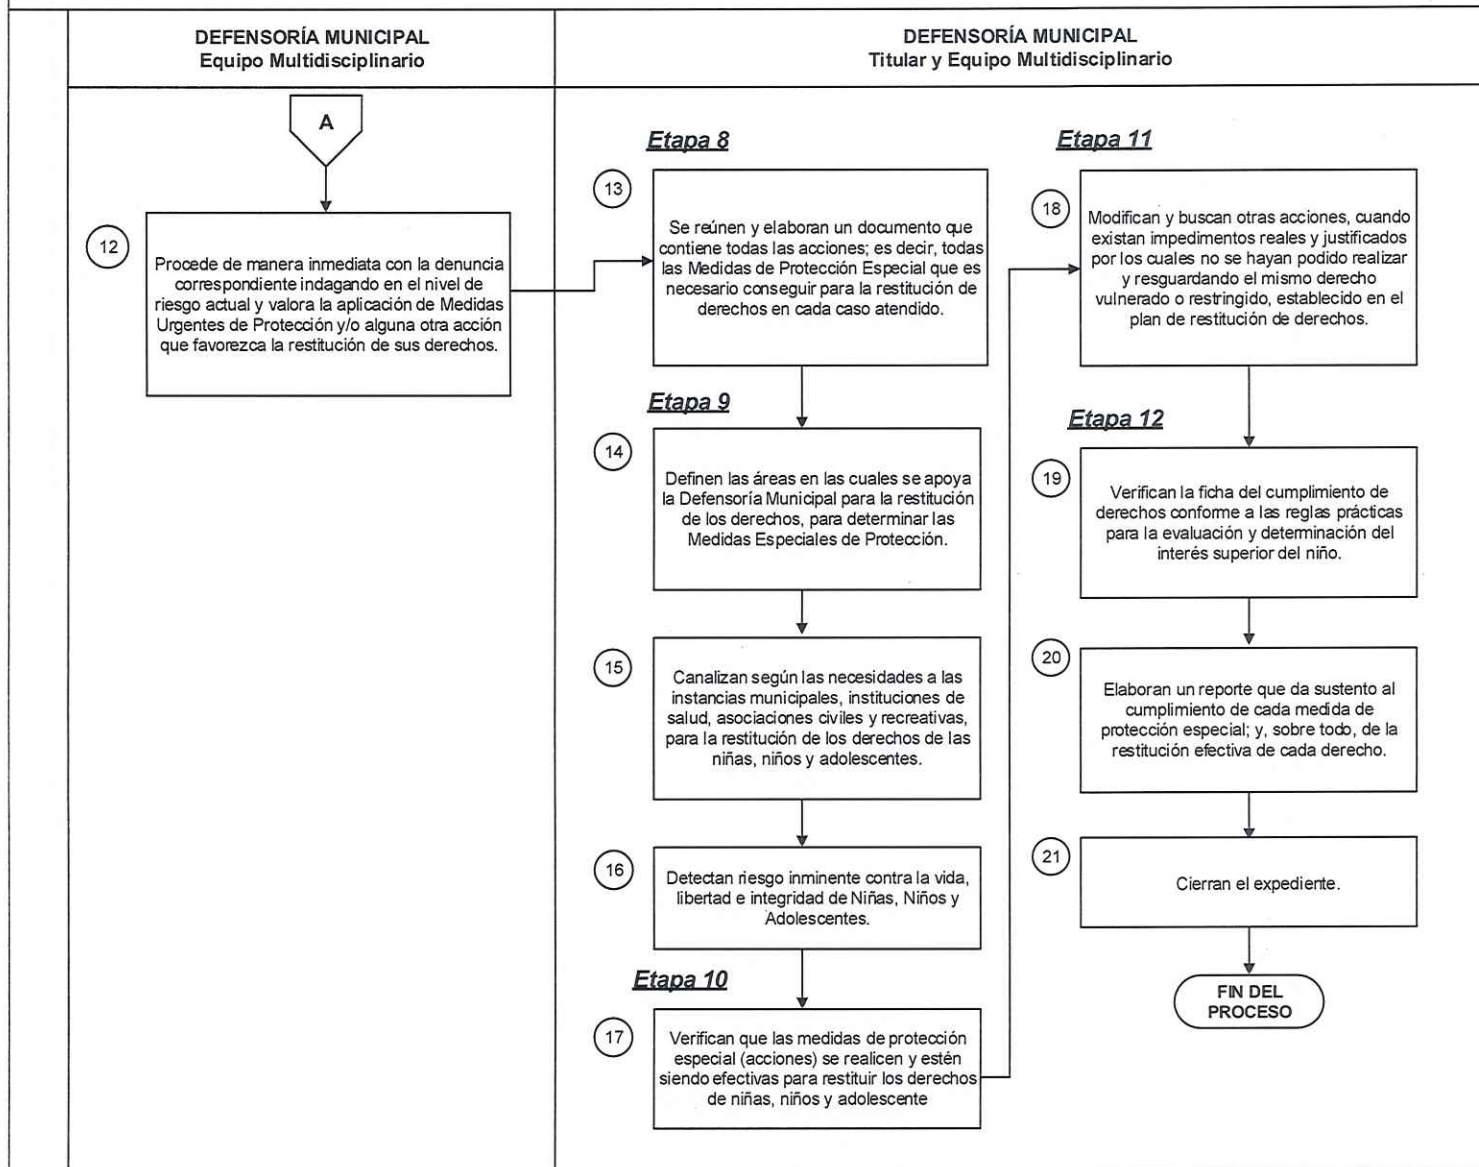 DEFENSORÍA MUNICIPAL
Equipo Multidisciplinario
DEFENSORÍA MUNICIPAL
Titular y Equipo Multidisciplinario
A
12
Procede de manera inmediata con la denuncia
correspondiente indagando en el nivel de
riesgo actual y valora la aplicación de Medidas
Urgentes de Protección y/o alguna otra acción
que favorezca la restitución de sus derechos.
Etapa 8
13
Se reúnen y elaboran un documento que
contiene todas las acciones; es decir, todas
las Medidas de Protección Especial que es
necesario conseguir para la restitución de
derechos en cada caso atendido.
Etapa 9
14
Definen las áreas en las cuales se apoya
la Defensoría Municipal para la restitución
de los derechos, para determinar las
Medidas Especiales de Protección.
15
Canalizan según las necesidades a las
instancias municipales, instituciones de
salud, asociaciones civiles y recreativas,
para la restitución de los derechos de las
niñas, niños y adolescentes.
16
Detectan riesgo inminente contra la vida,
libertad e integridad de Niñas, Niños y
Adolescentes.
Etapa 10
17
Verifican que las medidas de protección
especial (acciones) se realicen y estén
siendo efectivas para restituir los derechos
de niñas, niños y adolescente
Etapa 11
18
Modifican y buscan otras acciones, cuando
existan impedimentos reales y justificados
por los cuales no se hayan podido realizar
y resguardando el mismo derecho
vulnerado o restringido, establecido en el
plan de restitución de derechos.
Etapa 12
19
Verifican la ficha del cumplimiento de
derechos conforme a las reglas prácticas
para la evaluación y determinación del
interés superior del niño.
20
Elaboran un reporte que da sustento al
cumplimiento de cada medida de
protección especial; y, sobre todo, de la
restitución efectiva de cada derecho.
21
Cierran el expediente.
FIN DEL
PROCESO